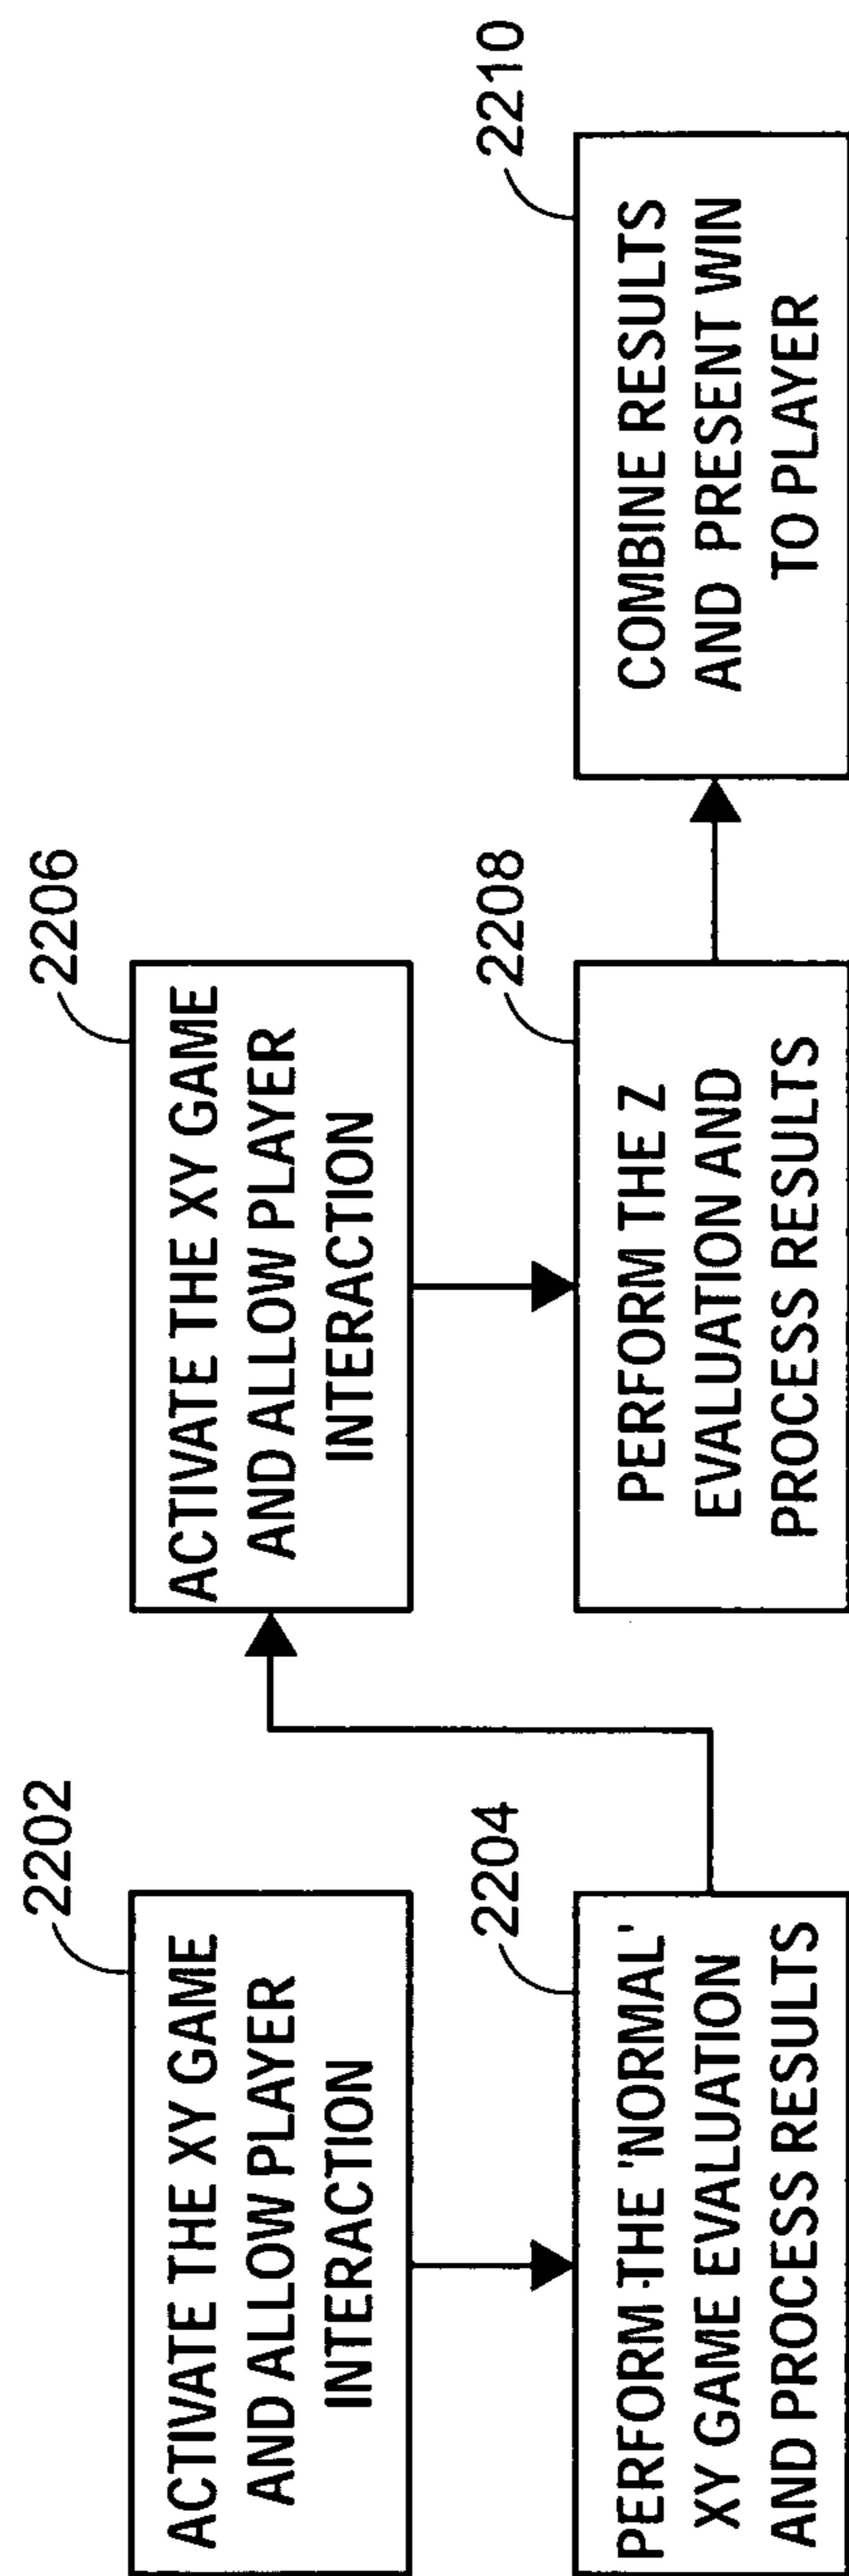 2202
ACTIVATE THE XY GAME
AND ALLOW PLAYER
INTERACTION
2204
PERFORM THE 'NORMAL'
XY GAME EVALUATION
AND PROCESS RESULTS
2206
ACTIVATE THE XY GAME
AND ALLOW PLAYER
INTERACTION
2208
PERFORM THE Z
EVALUATION AND
PROCESS RESULTS
2210
COMBINE RESULTS
AND PRESENT WIN
TO PLAYER